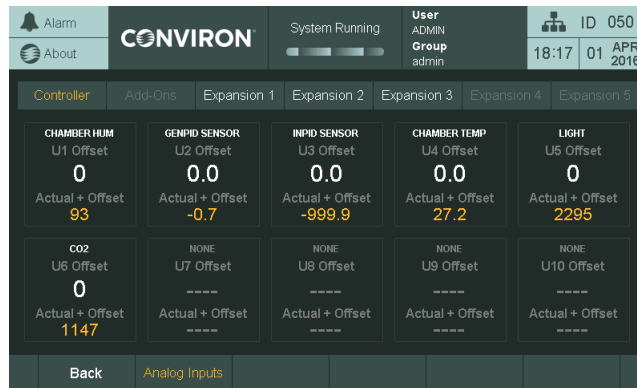 Alarm
About
CONVIRON
System Running
User
ADMIN
Group
admin
ID 050
18:17 01 APR 2016
Controller Add-Ons Expansion 1 Expansion 2 Expansion 3 Expansion 4 Expansion 5
CHAMBER HUM GENPID SENSOR INPID SENSOR CHAMBER TEMP LIGHT
U1 Offset U2 Offset U3 Offset U4 Offset U5 Offset
0 0.0 0.0 0.0 0
Actual + Offset Actual + Offset Actual + Offset Actual + Offset Actual + Offset
93 -0.7 -999.9 27.2 2295
CO2 NONE NONE NONE NONE
U6 Offset U7 Offset U8 Offset U9 Offset U10 Offset
0 ---- ---- ---- ----
Actual + Offset Actual + Offset Actual + Offset Actual + Offset Actual + Offset
1147 ---- ---- ---- ----
Back Analog Inputs